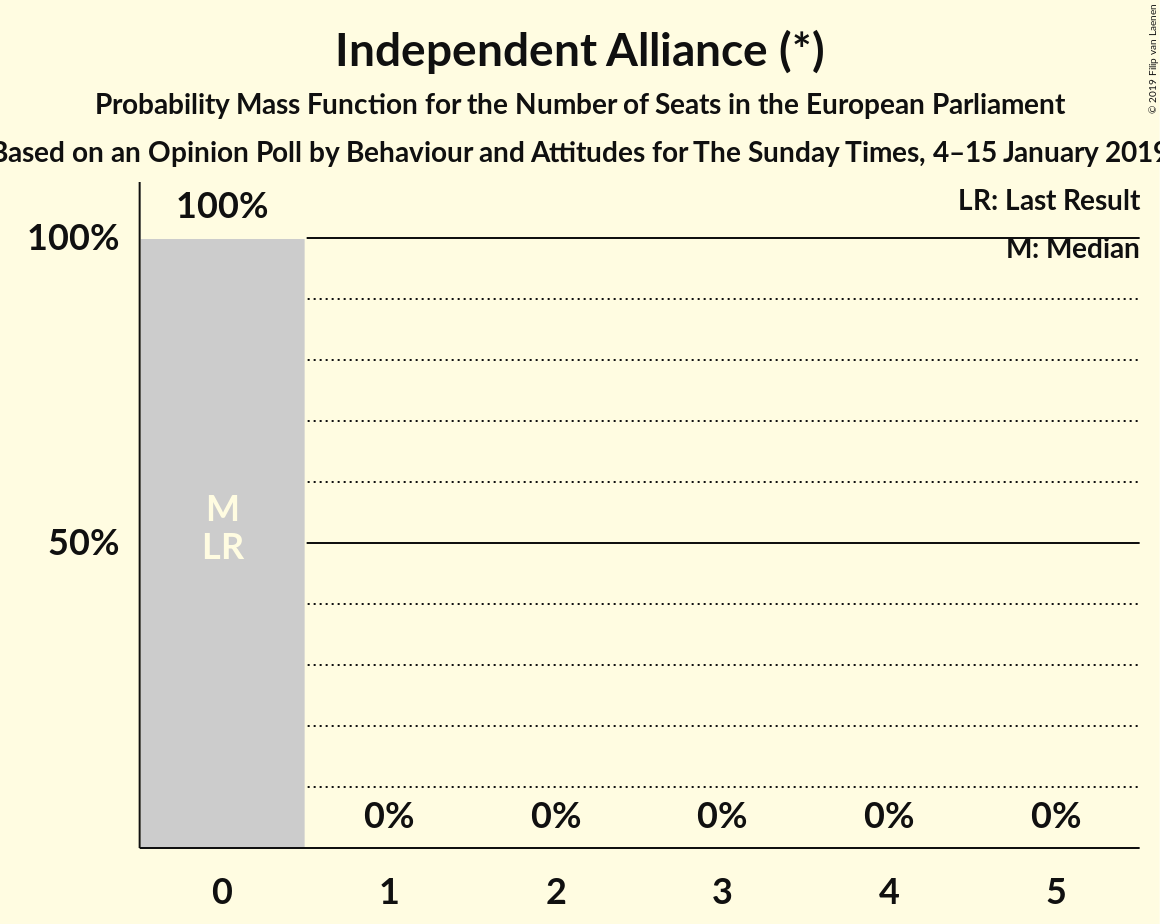 Independent Alliance (*)
Probability Mass Function for the Number of Seats in the European Parliament
Based on an Opinion Poll by Behaviour and Attitudes for The Sunday Times, 4–15 January 2019
© 2019 Filip van Laenen
LR: Last Result
M: Median
100%
100%
50%
M
LR
0% 0% 0% 0% 0%
0 1 2 3 4 5